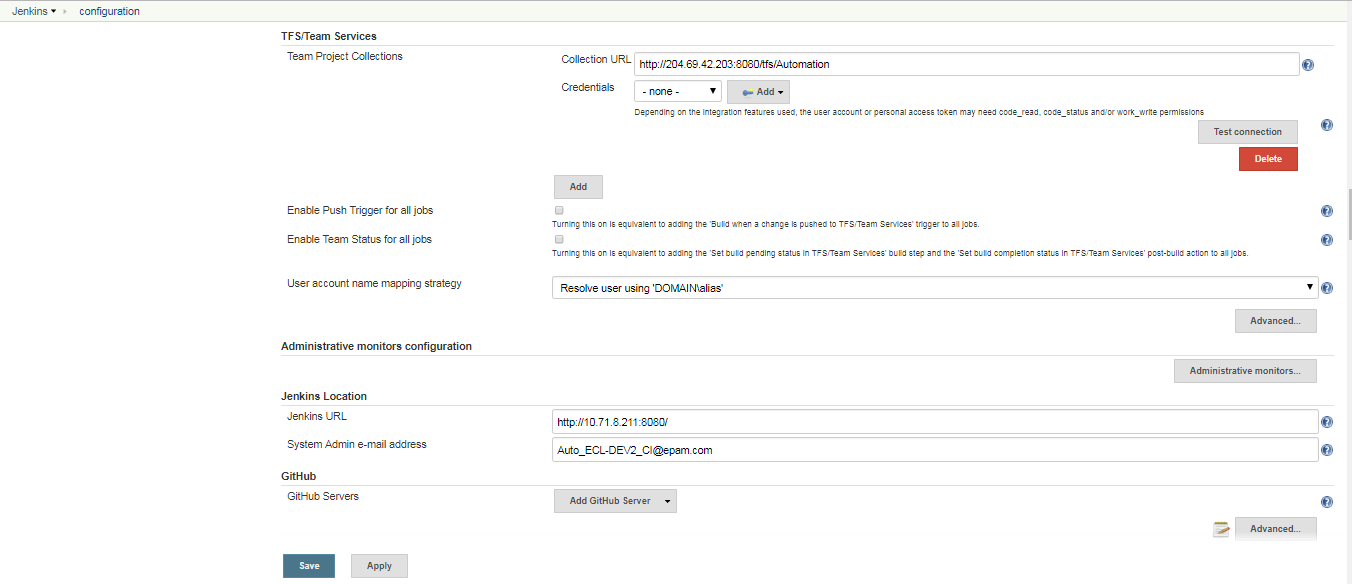 Jenkins configuration
TFS/Team Services
Team Project Collections
Collection URL http://204.69.42.203:8080/tfs/Automation
Credentials - none - Add
Depending on the integration features used, the user account or personal access token may need code_read, code_status and/or work_write permissions
Test connection
Delete
Add
Enable Push Trigger for all jobs
Turning this on is equivalent to adding the 'Build when a change is pushed to TFS/Team Services' trigger to all jobs.
Enable Team Status for all jobs
Turning this on is equivalent to adding the 'Set build pending status in TFS/Team Services' build step and the 'Set build completion status in TFS/Team Services' post-build action to all jobs.
User account name mapping strategy Resolve user using 'DOMAIN\alias'
Advanced...
Administrative monitors configuration
Administrative monitors...
Jenkins Location
Jenkins URL http://10.71.8.211:8080/
System Admin e-mail address Auto_ECL-DEV2_CI@epam.com
GitHub
GitHub Servers Add GitHub Server
Advanced...
Save Apply